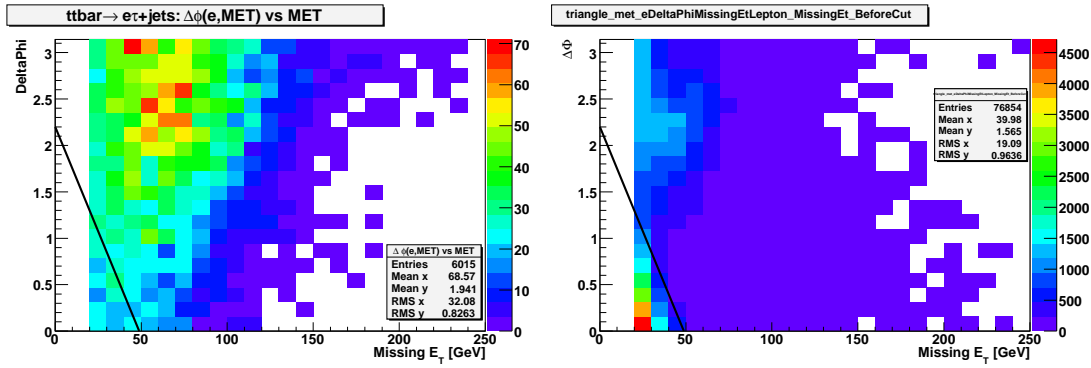 ttbar→ eτ+jets: Δϕ(e,MET) vs MET
DeltaPhi
3
2.5
2
1.5
1
0.5
0
0 50 100 150 200 250
Missing E_T [GeV]
Δ ϕ(e,MET) vs MET
Entries 6015
Mean x 68.57
Mean y 1.941
RMS x 32.08
RMS y 0.8263
70
60
50
40
30
20
10
0
triangle_met_eDeltaPhiMissingEtLepton_MissingEt_BeforeCut
ΔΦ
3
2.5
2
1.5
1
0.5
0
0 50 100 150 200 250
Missing E_T [GeV]
Entries 76854
Mean x 39.98
Mean y 1.565
RMS x 19.09
RMS y 0.9636
4500
4000
3500
3000
2500
2000
1500
1000
500
0